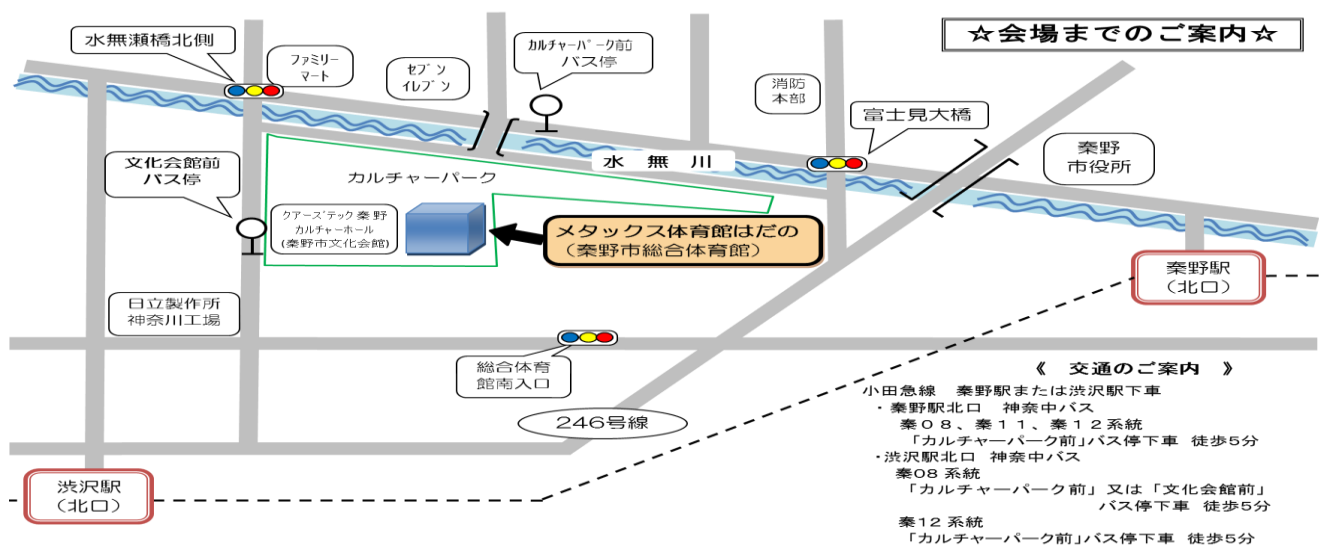 ☆会場までのご案内☆
水無瀬橋北側
ファミリー
マート
セブン
イレブン
カルチャーパーク前
バス停
消防
本部
富士見大橋
秦野
市役所
水無川
文化会館前
バス停
カルチャーパーク
クアーズテック秦野
カルチャーホール
(秦野市文化会館)
メタックス体育館はだの
(秦野市総合体育館)
秦野駅
(北口)
日立製作所
神奈川工場
総合体育
館南入口
246号線
渋沢駅
(北口)
《 交通のご案内 》
小田急線 秦野駅または渋沢駅下車
・秦野駅北口 神奈中バス
秦08、秦11、秦12系統
「カルチャーパーク前」バス停下車 徒歩5分
・渋沢駅北口 神奈中バス
秦08系統
「カルチャーパーク前」又は「文化会館前」
バス停下車 徒歩5分
秦12系統
「カルチャーパーク前」バス停下車 徒歩5分